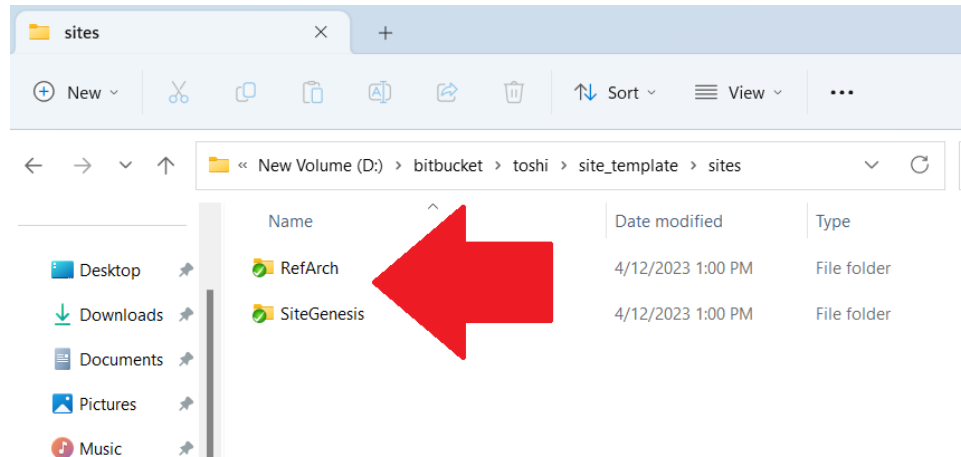 sites
New Sort View
« New Volume (D:) > bitbucket > toshi > site_template > sites
Name Date modified Type
Desktop RefArch 4/12/2023 1:00 PM File folder
Downloads SiteGenesis 4/12/2023 1:00 PM File folder
Documents
Pictures
Music